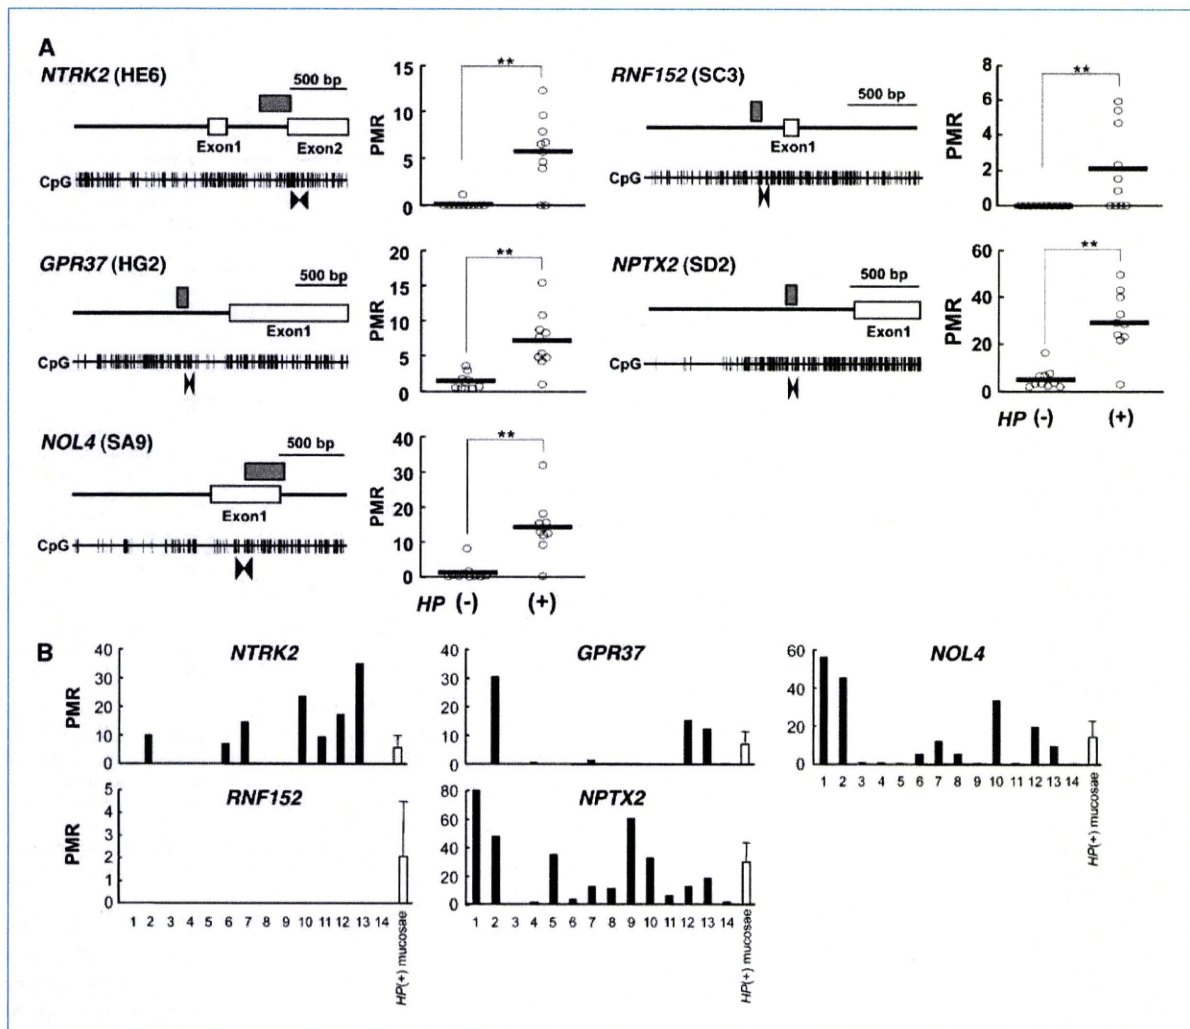 A
NTRK2 (HE6)
500 bp
Exon1
Exon2
CpG
PMR
15
10
5
0
**
RNF152 (SC3)
500 bp
Exon1
CpG
PMR
8
6
4
2
0
**
GPR37 (HG2)
500 bp
Exon1
CpG
PMR
20
15
10
5
0
**
NPTX2 (SD2)
500 bp
Exon1
CpG
PMR
60
40
20
0
**
HP (-) (+)
NOL4 (SA9)
500 bp
Exon1
CpG
PMR
40
30
20
10
0
**
HP (-) (+)
B
NTRK2
PMR
40
30
20
10
0
GPR37
40
30
20
10
0
NOL4
60
40
20
0
1 2 3 4 5 6 7 8 9 10 11 12 13 14
HP(+) mucosae
RNF152
PMR
5
4
3
2
1
0
1 2 3 4 5 6 7 8 9 10 11 12 13 14
HP(+) mucosae
NPTX2
80
60
40
20
0
1 2 3 4 5 6 7 8 9 10 11 12 13 14
HP(+) mucosae